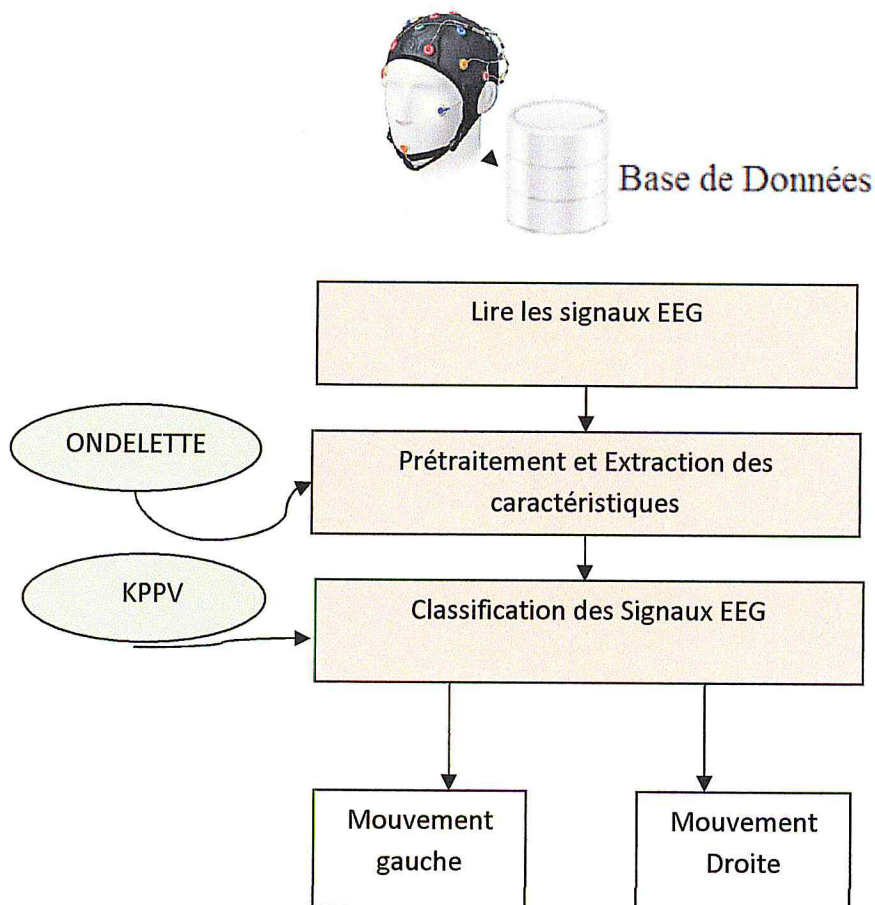 Base de Données
Lire les signaux EEG
ONDELETTE
Prétraitement et Extraction des
caractéristiques
KPPV
Classification des Signaux EEG
Mouvement
gauche
Mouvement
Droite